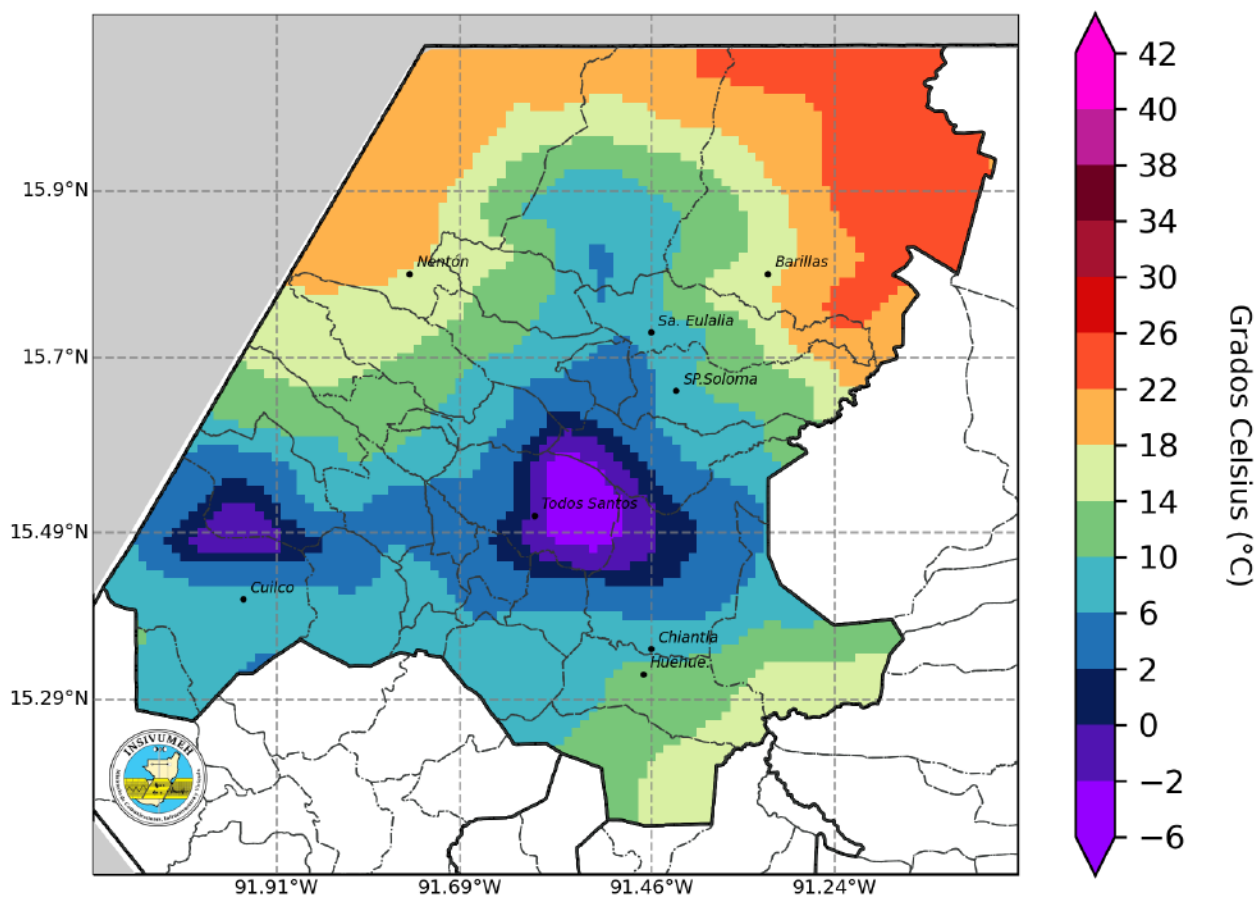 15.9°N
15.7°N
15.49°N
15.29°N
91.91°W
91.69°W
91.46°W
91.24°W
Nentón
Barillas
Sa. Eulalia
SP.Soloma
Todos Santos
Cuilco
Chiantla
Huehue.
INSIVUMEH
42
40
38
34
30
26
22
18
14
10
6
2
0
−2
−6
Grados Celsius (°C)